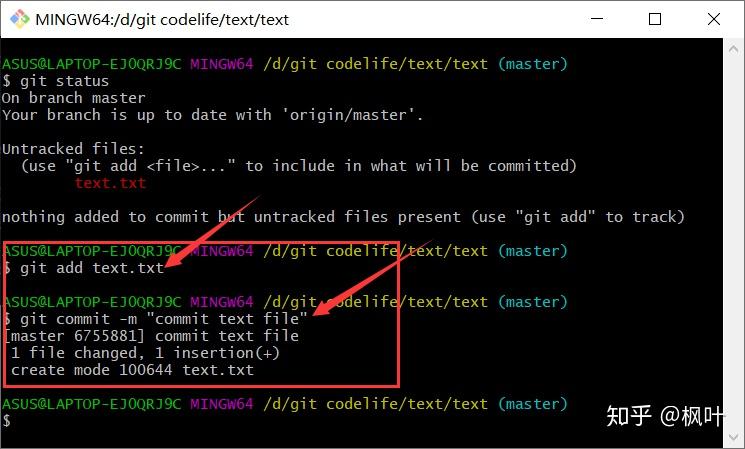 MINGW64:/d/git codelife/text/text
ASUS@LAPTOP-EJ0QRJ9C MINGW64 /d/git codelife/text/text (master)
$ git status
On branch master
Your branch is up to date with 'origin/master'.
Untracked files:
(use "git add <file>..." to include in what will be committed)
text.txt
nothing added to commit but untracked files present (use "git add" to track)
ASUS@LAPTOP-EJ0QRJ9C MINGW64 /d/git codelife/text/text (master)
$ git add text.txt
ASUS@LAPTOP-EJ0QRJ9C MINGW64 /d/git codelife/text/text (master)
$ git commit -m "commit text file"
[master 6755881] commit text file
1 file changed, 1 insertion(+)
create mode 100644 text.txt
ASUS@LAPTOP-EJ0QRJ9C MINGW64 /d/git codelife/text/text (master)
$
知乎 @枫叶